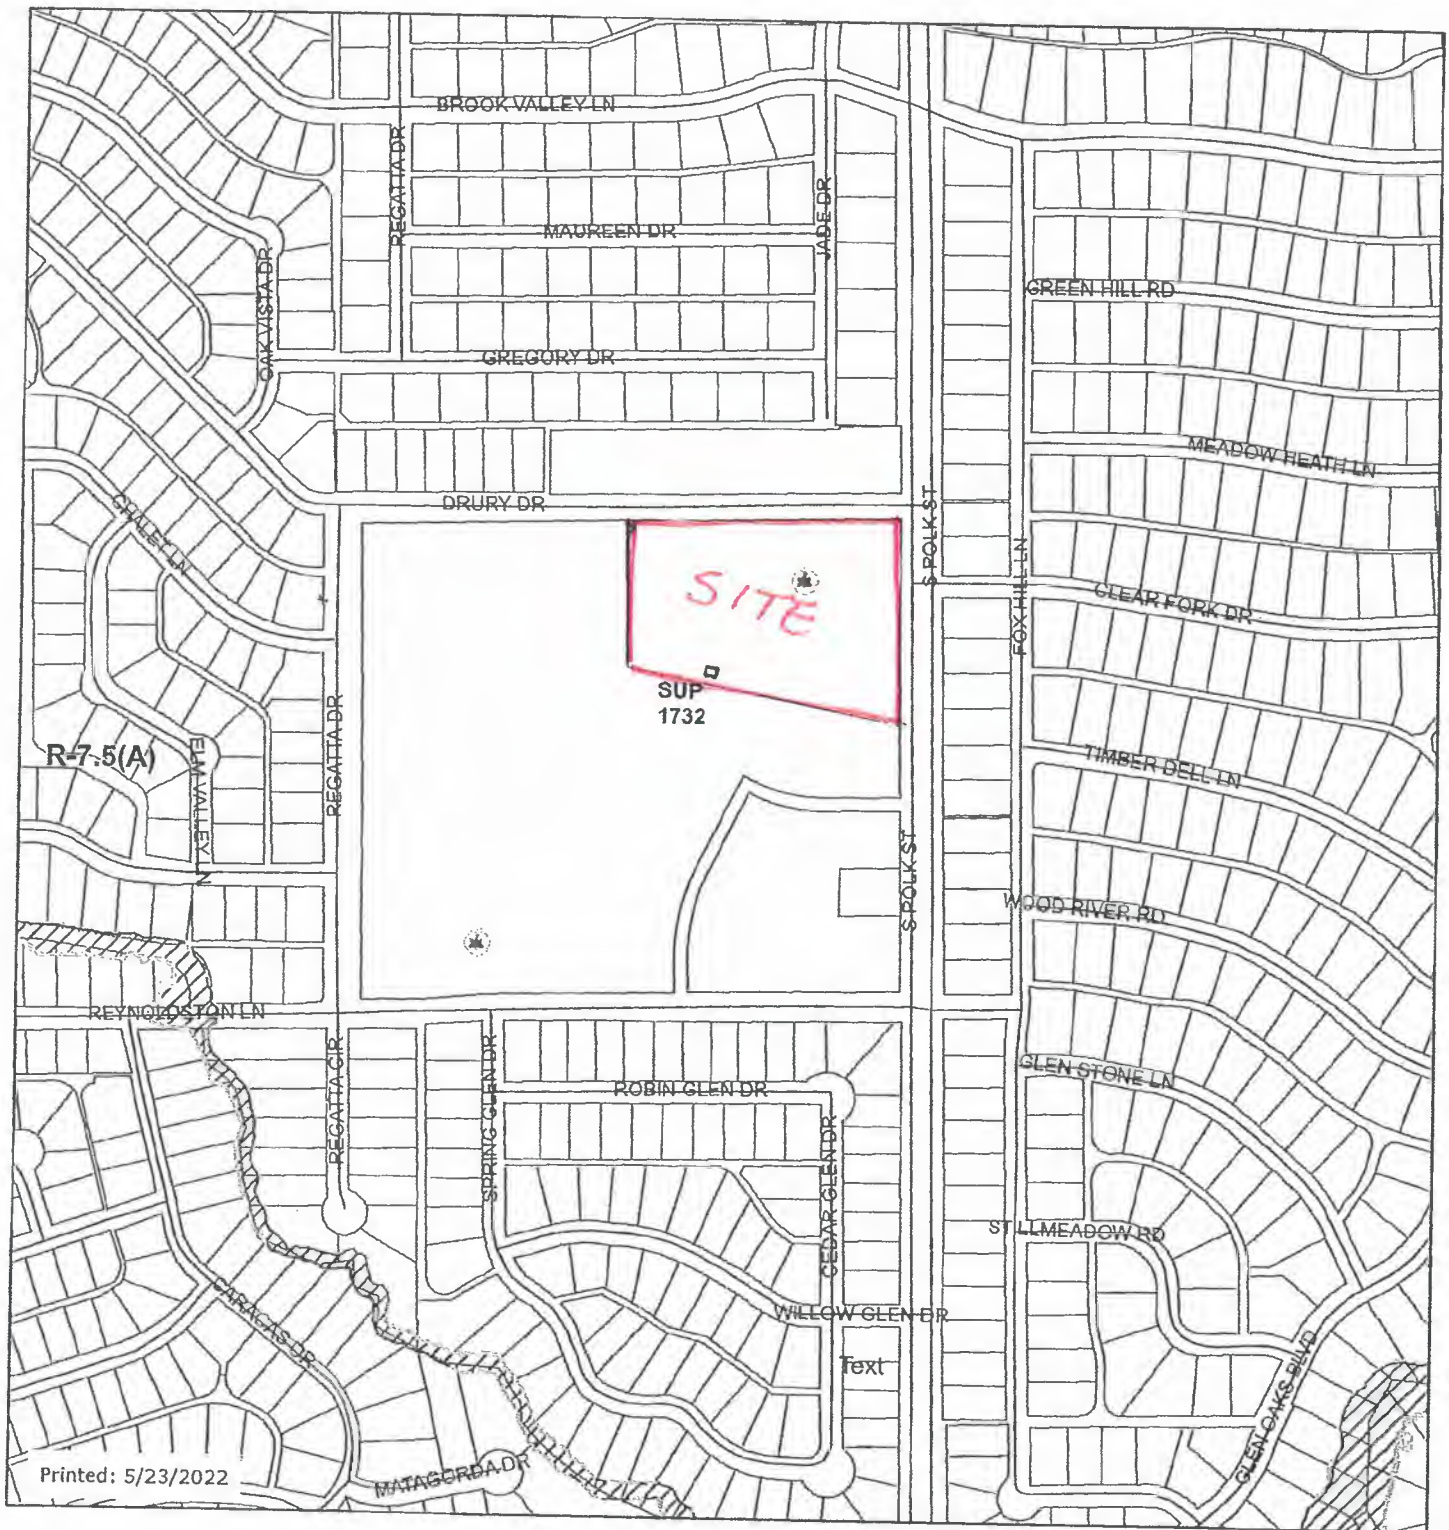 BROOK VALLEY LN
REGATTA DR
JADE DR
MAUREEN DR
OAK VISTA DR
GREEN HILL RD
GREGORY DR
MEADOW HEATH LN
DRURY DR
S POLK ST
CHALET LN
FOX HILL LN
SITE
CLEAR FORK DR
SUP
1732
REGATTA DR
R-7.5(A)
ELM VALLEY LN
TIMBER DELL LN
S POLK ST
WOOD RIVER RD
REYNOLDSTON LN
REGATTA CIR
SPRING GLEN DR
ROBIN GLEN DR
GLEN STONE LN
CEDAR GLEN DR
STILLMEADOW RD
CARACAS DR
WILLOW GLEN DR
Text
GLEN OAKS BLVD
MATAGORDA DR
Printed: 5/23/2022